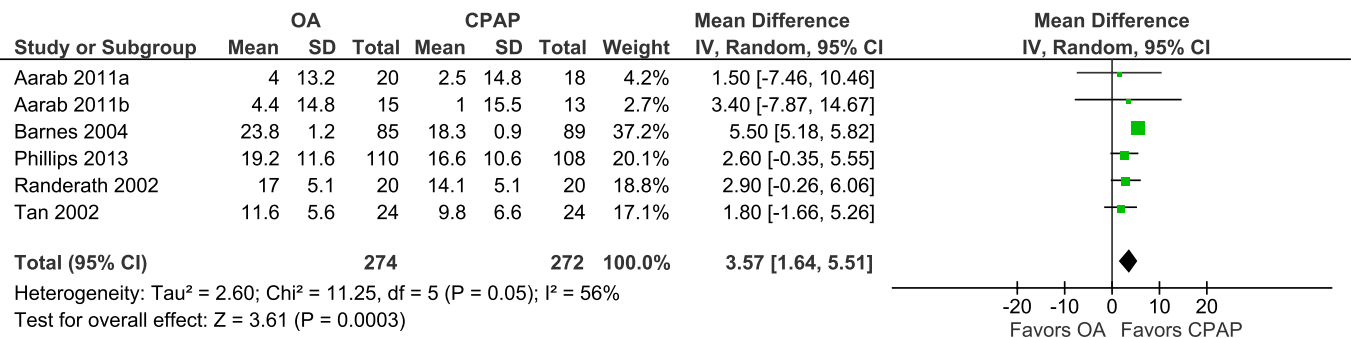 OA CPAP Mean Difference Mean Difference
Study or Subgroup Mean SD Total Mean SD Total Weight IV, Random, 95% CI IV, Random, 95% CI
Aarab 2011a 4 13.2 20 2.5 14.8 18 4.2% 1.50 [-7.46, 10.46]
Aarab 2011b 4.4 14.8 15 1 15.5 13 2.7% 3.40 [-7.87, 14.67]
Barnes 2004 23.8 1.2 85 18.3 0.9 89 37.2% 5.50 [5.18, 5.82]
Phillips 2013 19.2 11.6 110 16.6 10.6 108 20.1% 2.60 [-0.35, 5.55]
Randerath 2002 17 5.1 20 14.1 5.1 20 18.8% 2.90 [-0.26, 6.06]
Tan 2002 11.6 5.6 24 9.8 6.6 24 17.1% 1.80 [-1.66, 5.26]
Total (95% CI) 274 272 100.0% 3.57 [1.64, 5.51]
Heterogeneity: Tau² = 2.60; Chi² = 11.25, df = 5 (P = 0.05); I² = 56%
Test for overall effect: Z = 3.61 (P = 0.0003)
-20 -10 0 10 20
Favors OA Favors CPAP